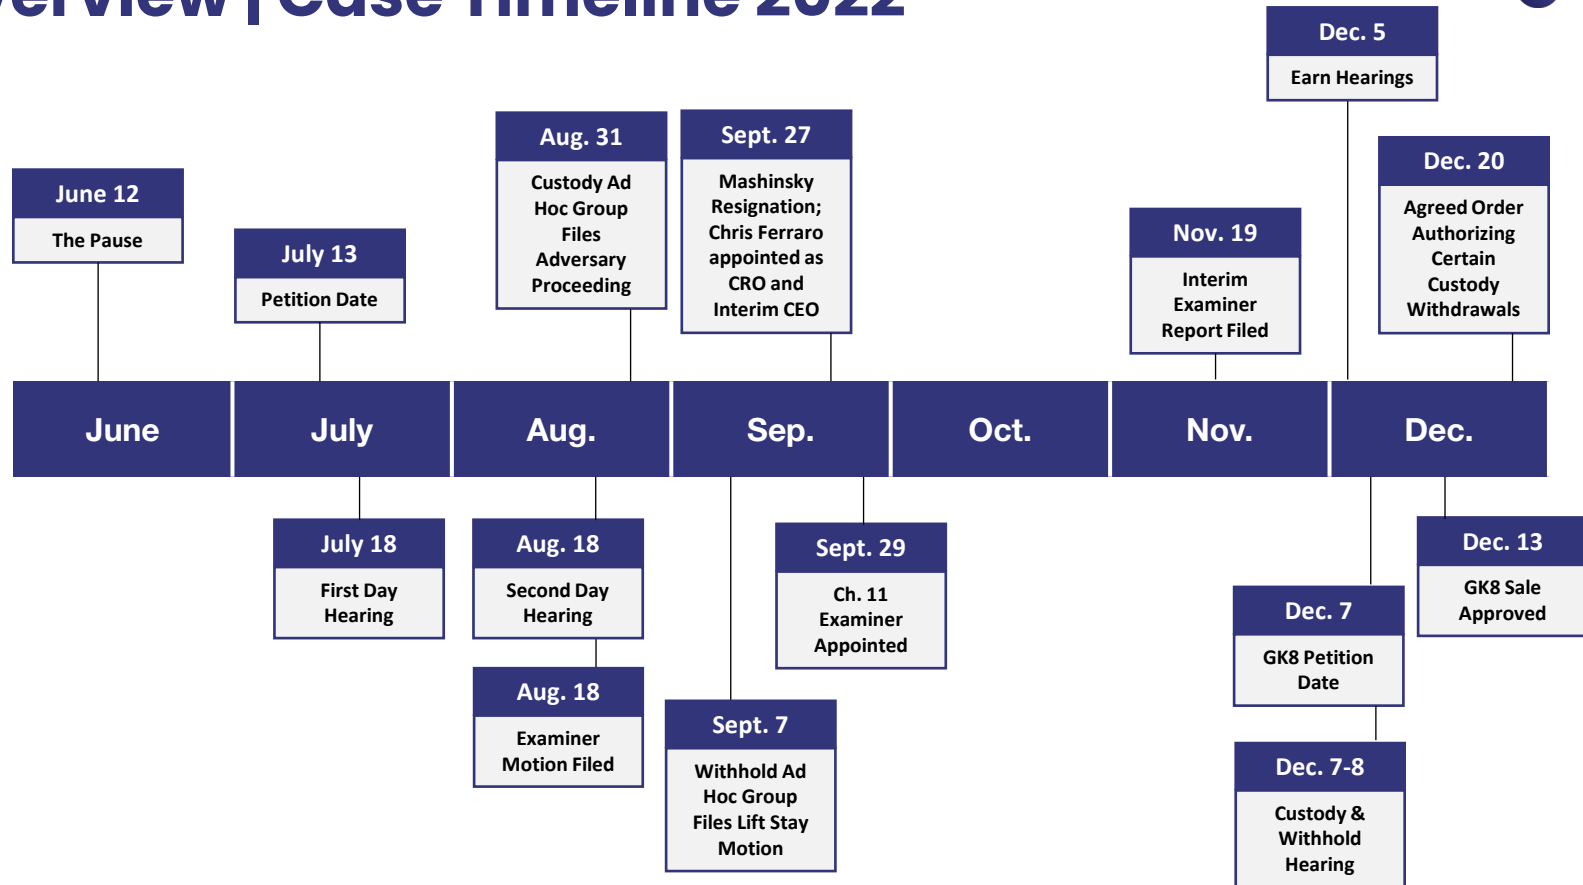 verview | Case Timeline 2022
Dec. 5
Earn Hearings
Aug. 31
Custody Ad
Hoc Group
Files
Adversary
Proceeding
Sept. 27
Mashinsky
Resignation;
Chris Ferraro
appointed as
CRO and
Interim CEO
Dec. 20
Agreed Order
Authorizing
Certain
Custody
Withdrawals
June 12
The Pause
July 13
Petition Date
Nov. 19
Interim
Examiner
Report Filed
June
July
Aug.
Sep.
Oct.
Nov.
Dec.
July 18
First Day
Hearing
Aug. 18
Second Day
Hearing
Aug. 18
Examiner
Motion Filed
Sept. 7
Withhold Ad
Hoc Group
Files Lift Stay
Motion
Sept. 29
Ch. 11
Examiner
Appointed
Dec. 13
GK8 Sale
Approved
Dec. 7
GK8 Petition
Date
Dec. 7-8
Custody &
Withhold
Hearing